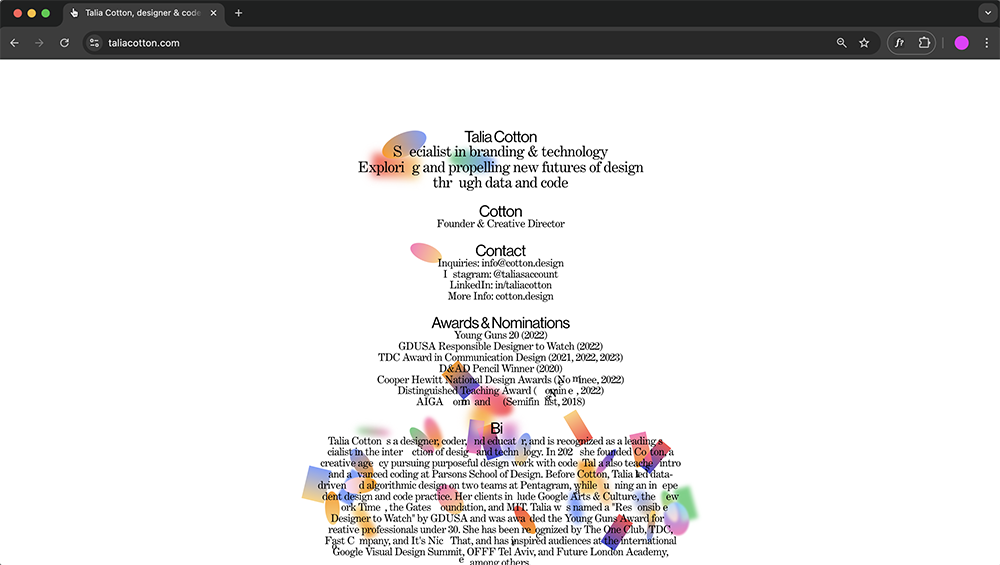 Talia Cotton, designer & code
taliacotton.com
Talia Cotton
S ecialist in branding & technology
Explori g and propelling new futures of design
thr ugh data and code
Cotton
Founder & Creative Director
Contact
Inquiries: info@cotton.design
I stagram: @taliasaccount
LinkedIn: in/taliacotton
More Info: cotton.design
Awards & Nominations
Young Guns 20 (2022)
GDUSA Responsible Designer to Watch (2022)
TDC Award in Communication Design (2021, 2022, 2023)
D&AD Pencil Winner (2020)
Cooper Hewitt National Design Awards (No minee, 2022)
Distinguished Teaching Award ( omin e , 2022)
AIGA omm and (Semifin list, 2018)
Bi
Talia Cotton s a designer, coder, nd educat r, and is recognized as a leading s
cialist in the inter ction of desig and techn logy. In 202 she founded Co ton, a
creative age cy pursuing purposeful design work with code Tal a also teache intro
and a vanced coding at Parsons School of Design. Before Cotton, Talia led data-
driven d algorithmic design on two teams at Pentagram, while u ning an in epe
dent design and code practice. Her clients in lude Google Arts & Culture, the ew
ork Time , the Gates oundation, and MIT. Talia w s named a "Res onsib e
Designer to Watch" by GDUSA and was awa ded the Young Guns Award for
reative professionals under 30. She has been re ognized by The One Club, TDC,
Fast C mpany, and It's Nic That, and has inspired audiences at the international
Google Visual Design Summit, OFFF Tel Aviv, and Future London Academy,
e among others